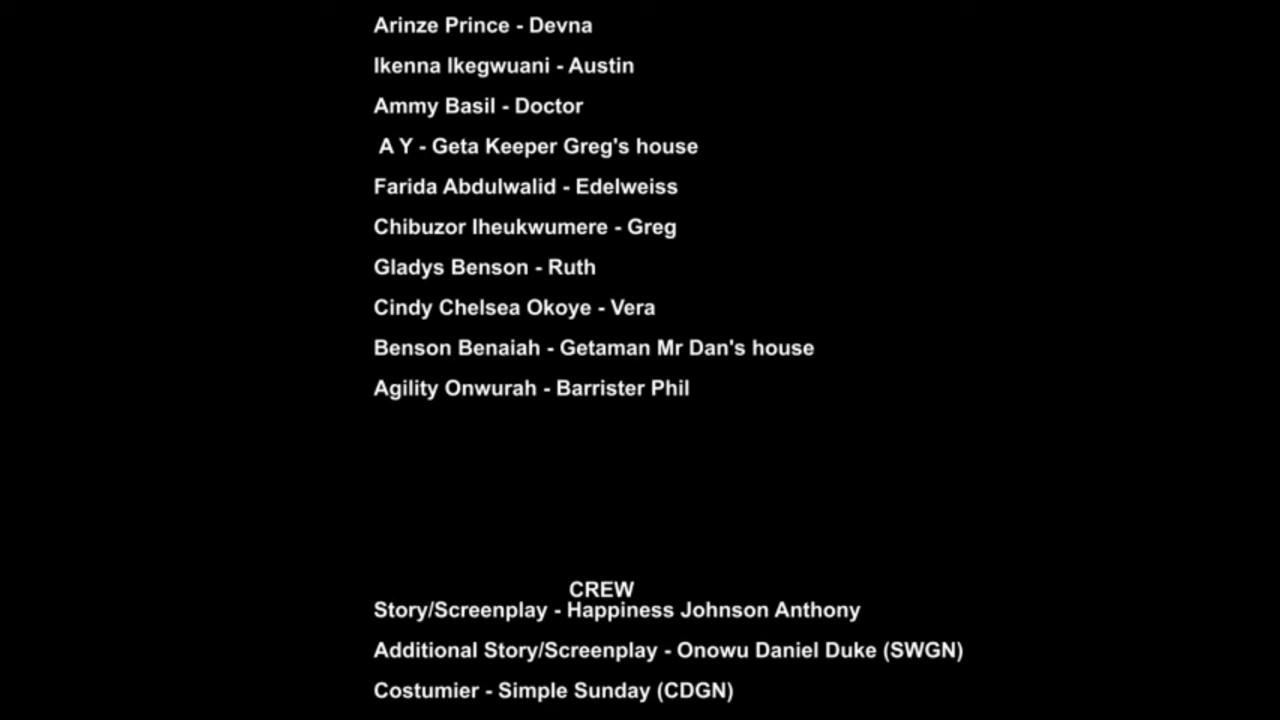 Arinze Prince - Devna
Ikenna Ikegwuani - Austin
Ammy Basil - Doctor
A Y - Geta Keeper Greg's house
Farida Abdulwalid - Edelweiss
Chibuzor Iheukwumere - Greg
Gladys Benson - Ruth
Cindy Chelsea Okoye - Vera
Benson Benaiah - Getaman Mr Dan's house
Agility Onwurah - Barrister Phil
CREW
Story/Screenplay - Happiness Johnson Anthony
Additional Story/Screenplay - Onowu Daniel Duke (SWGN)
Costumier - Simple Sunday (CDGN)